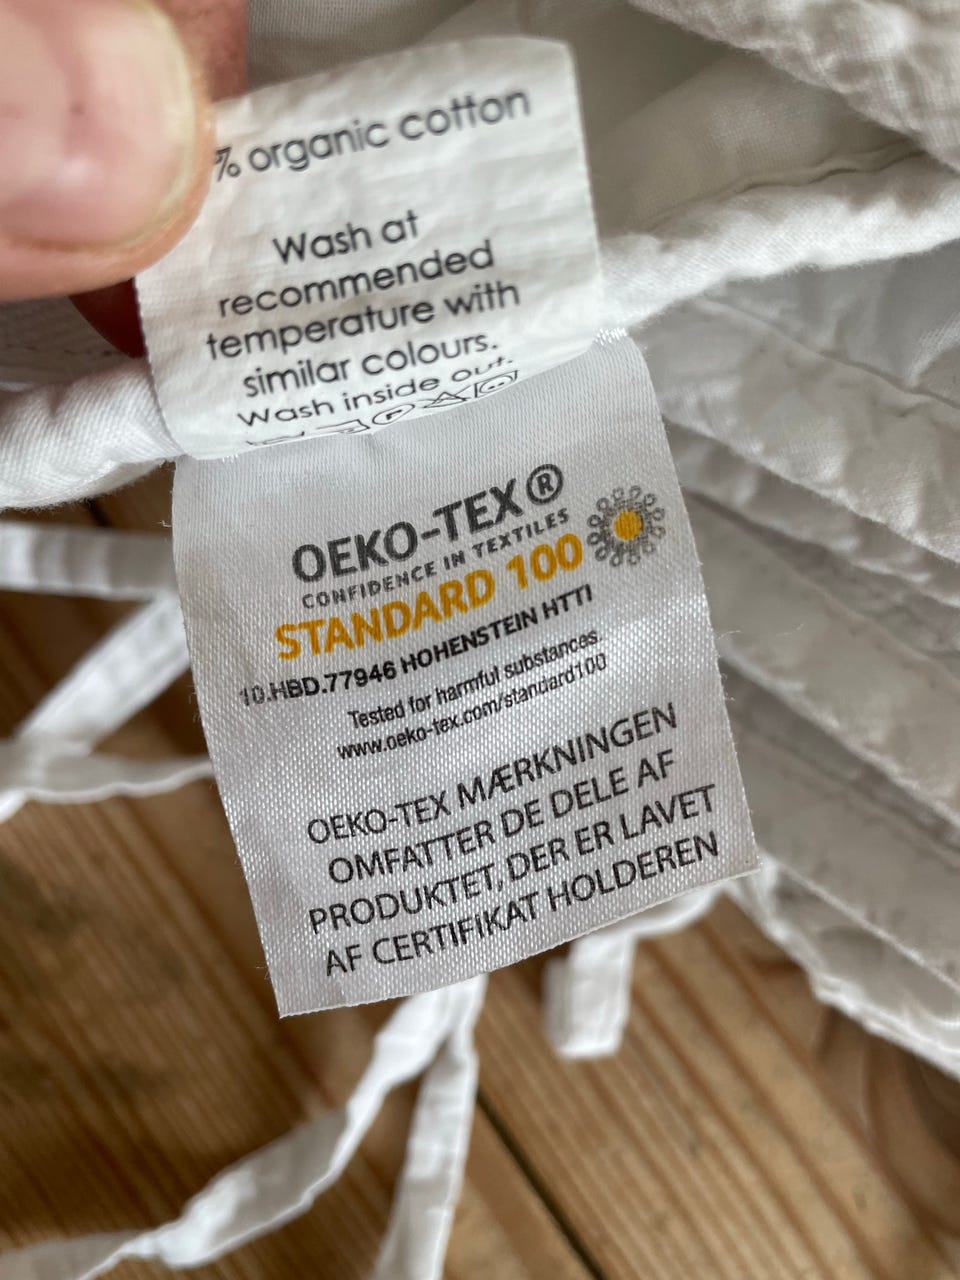 % organic cotton
Wash at
recommended
temperature with
similar colours.
Wash inside out.
OEKO-TEX®
CONFIDENCE IN TEXTILES
STANDARD 100
10.HBD.77946 HOHENSTEIN HTTI
Tested for harmful substances.
www.oeko-tex.com/standard100
OEKO-TEX MÆRKNINGEN
OMFATTER DE DELE AF
PRODUKTET, DER ER LAVET
AF CERTIFIKAT HOLDEREN